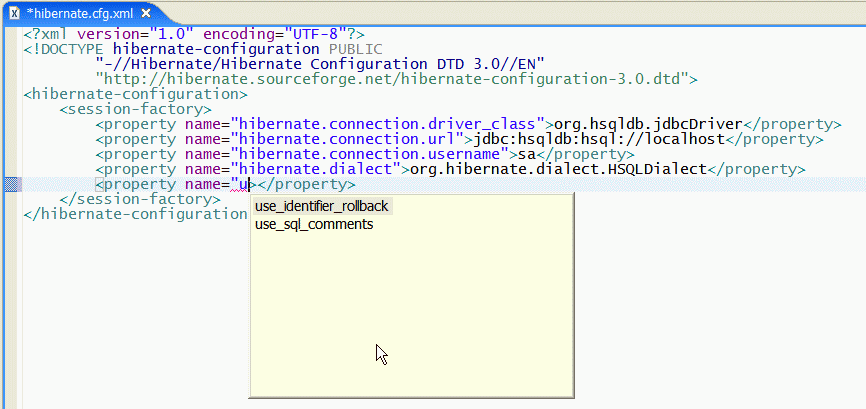 *hibernate.cfg.xml
<?xml version="1.0" encoding="UTF-8"?>
<!DOCTYPE hibernate-configuration PUBLIC
"-//Hibernate/Hibernate Configuration DTD 3.0//EN"
"http://hibernate.sourceforge.net/hibernate-configuration-3.0.dtd">
<hibernate-configuration>
<session-factory>
<property name="hibernate.connection.driver_class">org.hsqldb.jdbcDriver</property>
<property name="hibernate.connection.url">jdbc:hsqldb:hsql://localhost</property>
<property name="hibernate.connection.username">sa</property>
<property name="hibernate.dialect">org.hibernate.dialect.HSQLDialect</property>
<property name="u></property>
</session-factory>
</hibernate-configuration
use_identifier_rollback
use_sql_comments